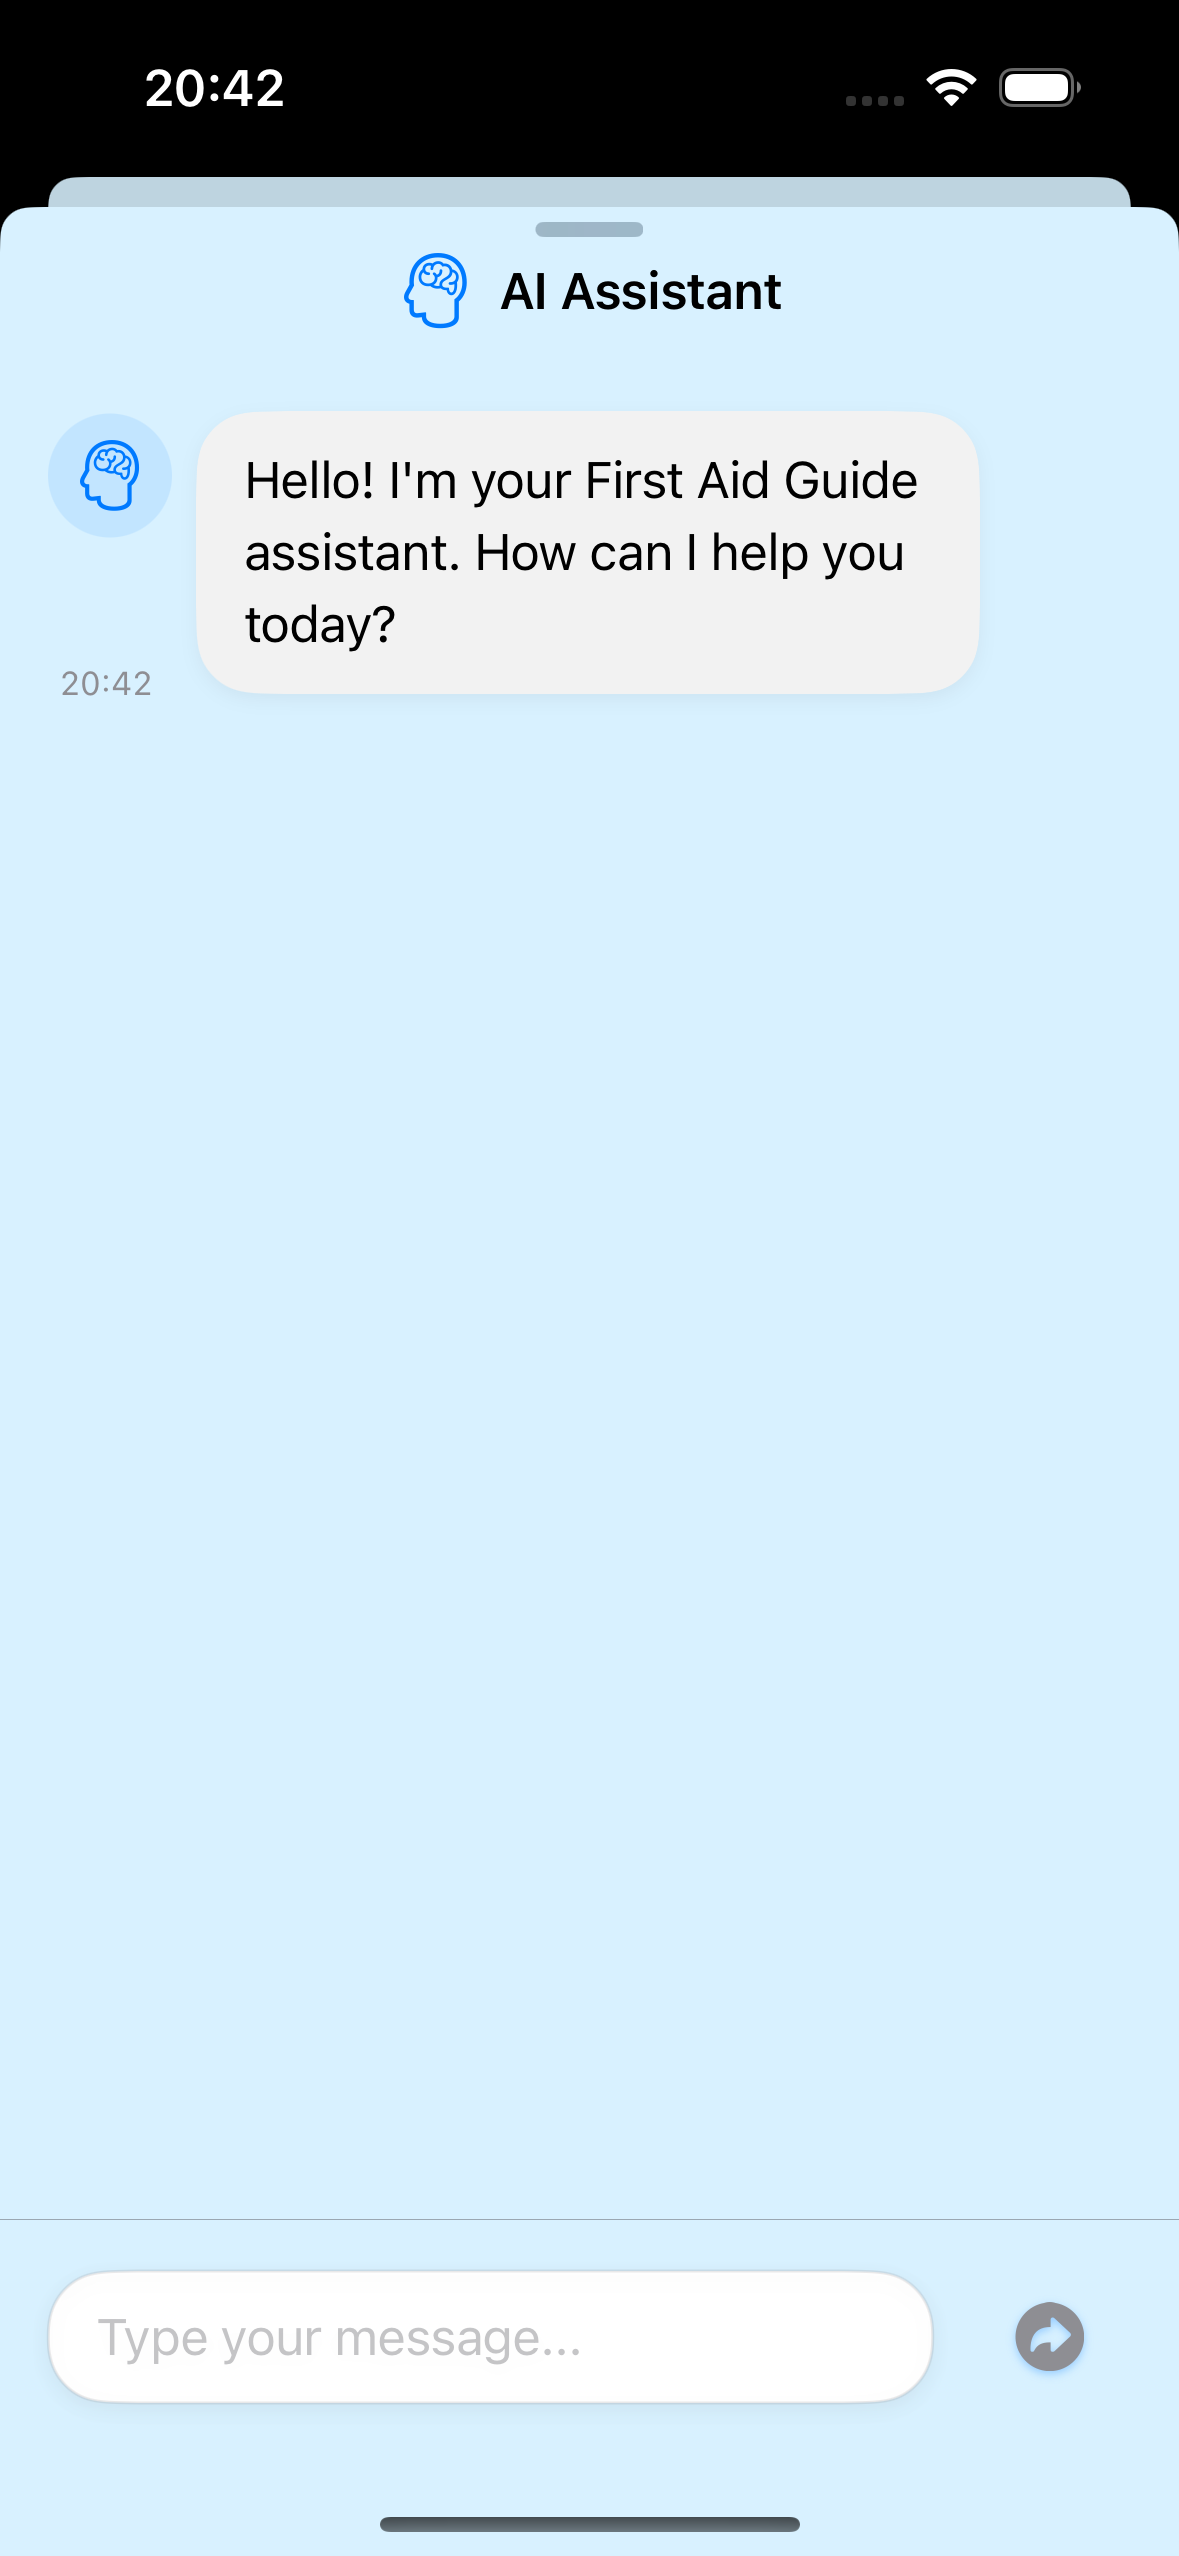 20:42
AI Assistant
Hello! I'm your First Aid Guide
assistant. How can I help you
today?
20:42
Type your message...